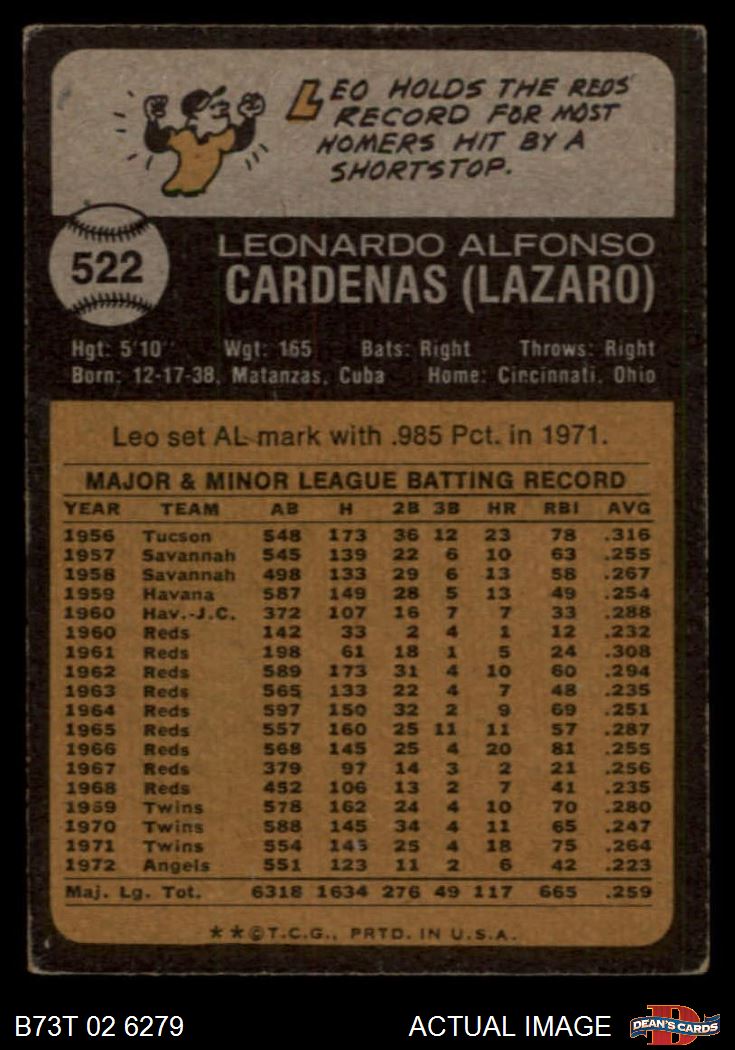 LEO HOLDS THE REDS'
RECORD FOR MOST
HOMERS HIT BY A
SHORTSTOP.
522
LEONARDO ALFONSO
CARDENAS (LAZARO)
Hgt: 5'10" Wgt: 165 Bats: Right Throws: Right
Born: 12-17-38, Matanzas, Cuba Home: Cincinnati, Ohio
Leo set AL mark with .985 Pct. in 1971.
MAJOR & MINOR LEAGUE BATTING RECORD
YEAR TEAM AB H 2B 3B HR RBI AVG
1956 Tucson 548 173 36 12 23 78 .316
1957 Savannah 545 139 22 6 10 63 .255
1958 Savannah 498 133 29 6 13 58 .267
1959 Havana 587 149 28 5 13 49 .254
1960 Hav.-J.C. 372 107 16 7 7 33 .288
1960 Reds 142 33 2 4 1 12 .232
1961 Reds 198 61 18 1 5 24 .308
1962 Reds 589 173 31 4 10 60 .294
1963 Reds 565 133 22 4 7 48 .235
1964 Reds 597 150 32 2 9 69 .251
1965 Reds 557 160 25 11 11 57 .287
1966 Reds 568 145 25 4 20 81 .255
1967 Reds 379 97 14 3 2 21 .256
1968 Reds 452 106 13 2 7 41 .235
1969 Twins 578 162 24 4 10 70 .280
1970 Twins 588 145 34 4 11 65 .247
1971 Twins 554 146 25 4 18 75 .264
1972 Angels 551 123 11 2 6 42 .223
Maj. Lg. Tot. 6318 1634 276 49 117 665 .259
**©T.C.G., PRTD. IN U.S.A.
B73T 02 6279 ACTUAL IMAGE
DEAN'S CARDS